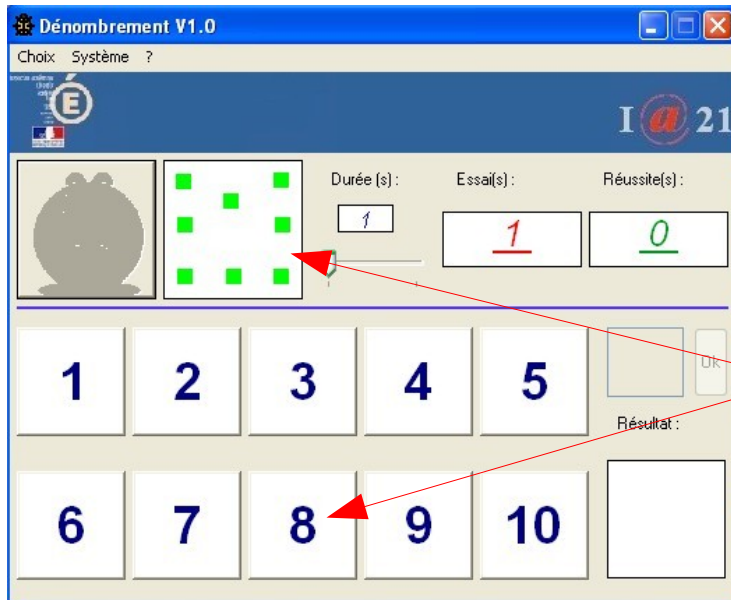 Dénombrement V1.0
Choix Système ?
É
I@21
Durée (s) :
Essai(s) :
Réussite(s) :
1
1
0
1 2 3 4 5
Ok
Résultat :
6 7 8 9 10